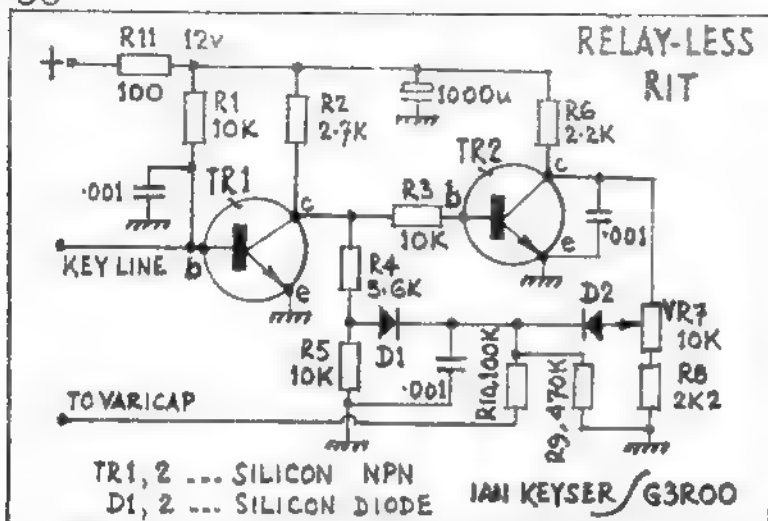 RELAY-LESS
RIT
+
R11
100
12v
R1
10K
R2
2.7K
1000u
R6
2.2K
·001
TR1
TR2
c
b
e
R3
10K
c
b
e
·001
KEY LINE
R4
5.6K
D1
D2
VR7
10K
R5
10K
·001
R10,100K
R9,470K
R8
2K2
TO VARICAP
TR1, 2 ... SILICON NPN
D1, 2 ... SILICON DIODE
IAN KEYSER/G3ROO